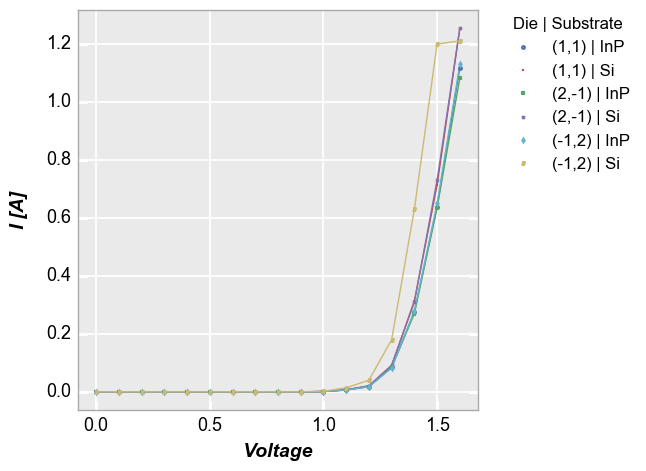 Die | Substrate
(1,1) | InP
(1,1) | Si
(2,-1) | InP
(2,-1) | Si
(-1,2) | InP
(-1,2) | Si
I [A]
1.2
1.0
0.8
0.6
0.4
0.2
0.0
0.0 0.5 1.0 1.5
Voltage